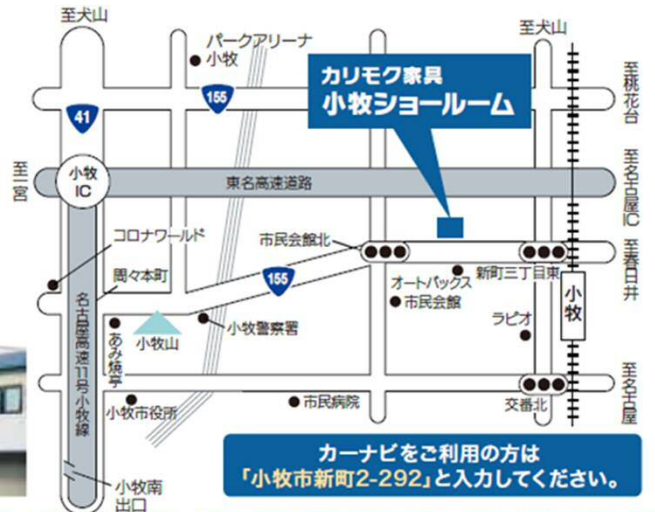 至犬山
至犬山
パークアリーナ
小牧
カリモク家具
小牧ショールーム
155
41
至桃花台
至一宮
小牧
IC
東名高速道路
至名古屋IC
コロナワールド
市民会館北
至春日井
間々本町
155
オートバックス
新町三丁目東
市民会館
小牧
名古屋高速11号小牧線
あみ焼亭
小牧山
小牧警察署
ラピオ
小牧市役所
市民病院
交番北
至名古屋
小牧南
出口
カーナビをご利用の方は
「小牧市新町2-292」と入力してください。